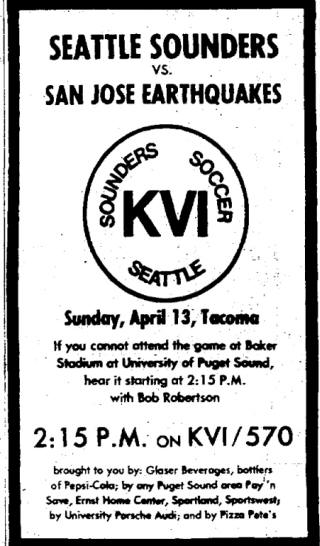 SEATTLE SOUNDERS
VS.
SAN JOSE EARTHQUAKES
SOUNDERS SOCCER
KVI
SEATTLE
Sunday, April 13, Tacoma
If you cannot attend the game at Baker
Stadium at University of Puget Sound,
hear it starting at 2:15 P.M.
with Bob Robertson
2:15 P.M. ON KVI/570
brought to you by: Glaser Beverages, bottlers
of Pepsi-Cola; by any Puget Sound area Pay 'n
Save, Ernst Home Center, Sportland, Sportswest;
by University Porsche Audi; and by Pizza Pete's